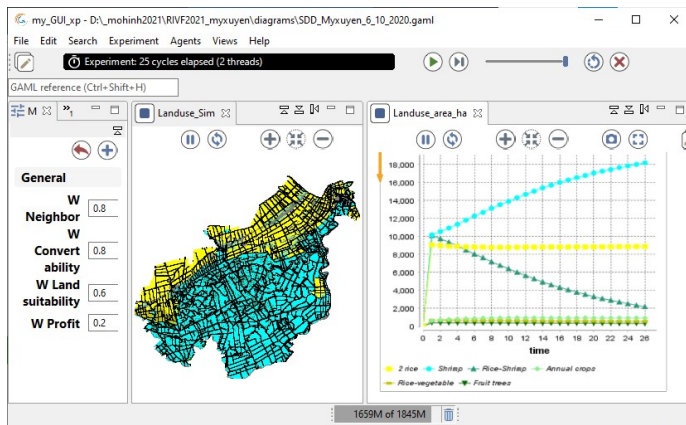 my_GUI_xp - D:\_mohinh2021\RIVF2021_myxuyen\diagrams\SDD_Myxuyen_6_10_2020.gaml
File Edit Search Experiment Agents Views Help
Experiment: 25 cycles elapsed (2 threads)
GAML reference (Ctrl+Shift+H)
M »1
Landuse_Sim
Landuse_area_ha
General
W Neighbor 0.8
W Convert ability 0.8
W Land suitability 0.6
W Profit 0.2
18,000
16,000
14,000
12,000
10,000
8,000
6,000
4,000
2,000
0
0 2 4 6 8 10 12 14 16 18 20 22 24 26
time
2 rice Shrimp Rice-Shrimp Annual crops
Rice-vegetable Fruit trees
1659M of 1845M